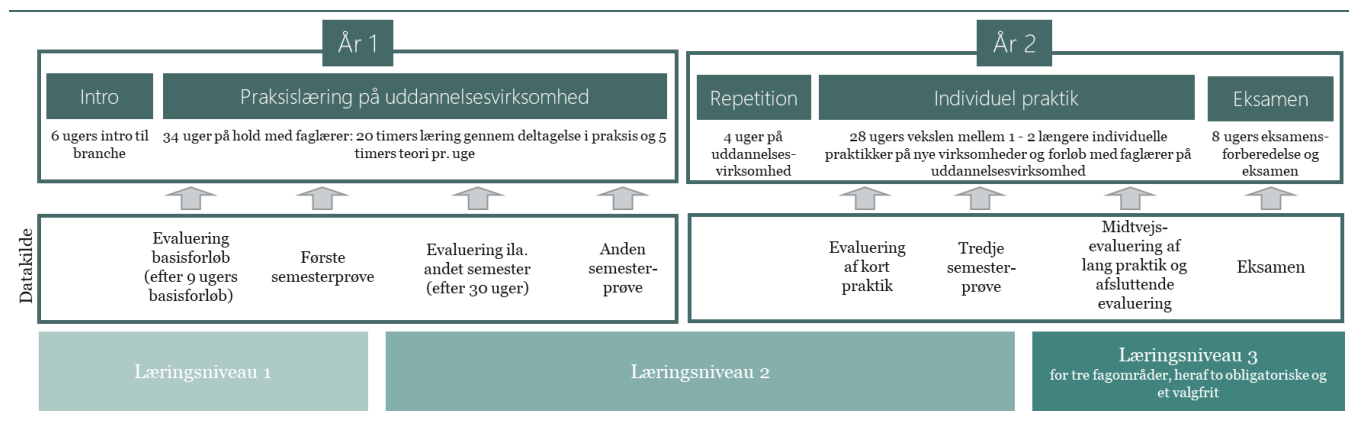 År 1
Intro
Praksislæring på uddannelsesvirksomhed
6 ugers intro til
branche
34 uger på hold med faglærer: 20 timers læring gennem deltagelse i praksis og 5
timers teori pr. uge
År 2
Repetition
Individuel praktik
Eksamen
4 uger på
uddannelses-
virksomhed
28 ugers vekslen mellem 1 - 2 længere individuelle
praktikker på nye virksomheder og forløb med faglærer på
uddannelsesvirksomhed
8 ugers eksamens-
forberedelse og
eksamen
Datakilde
Evaluering
basisforløb
(efter 9 ugers
basisforløb)
Første
semesterprøve
Evaluering ila.
andet semester
(efter 30 uger)
Anden
semester-
prøve
Evaluering
af kort
praktik
Tredje
semester-
prøve
Midtvejs-
evaluering af
lang praktik og
afsluttende
evaluering
Eksamen
Læringsniveau 1
Læringsniveau 2
Læringsniveau 3
for tre fagområder, heraf to obligatoriske og
et valgfrit